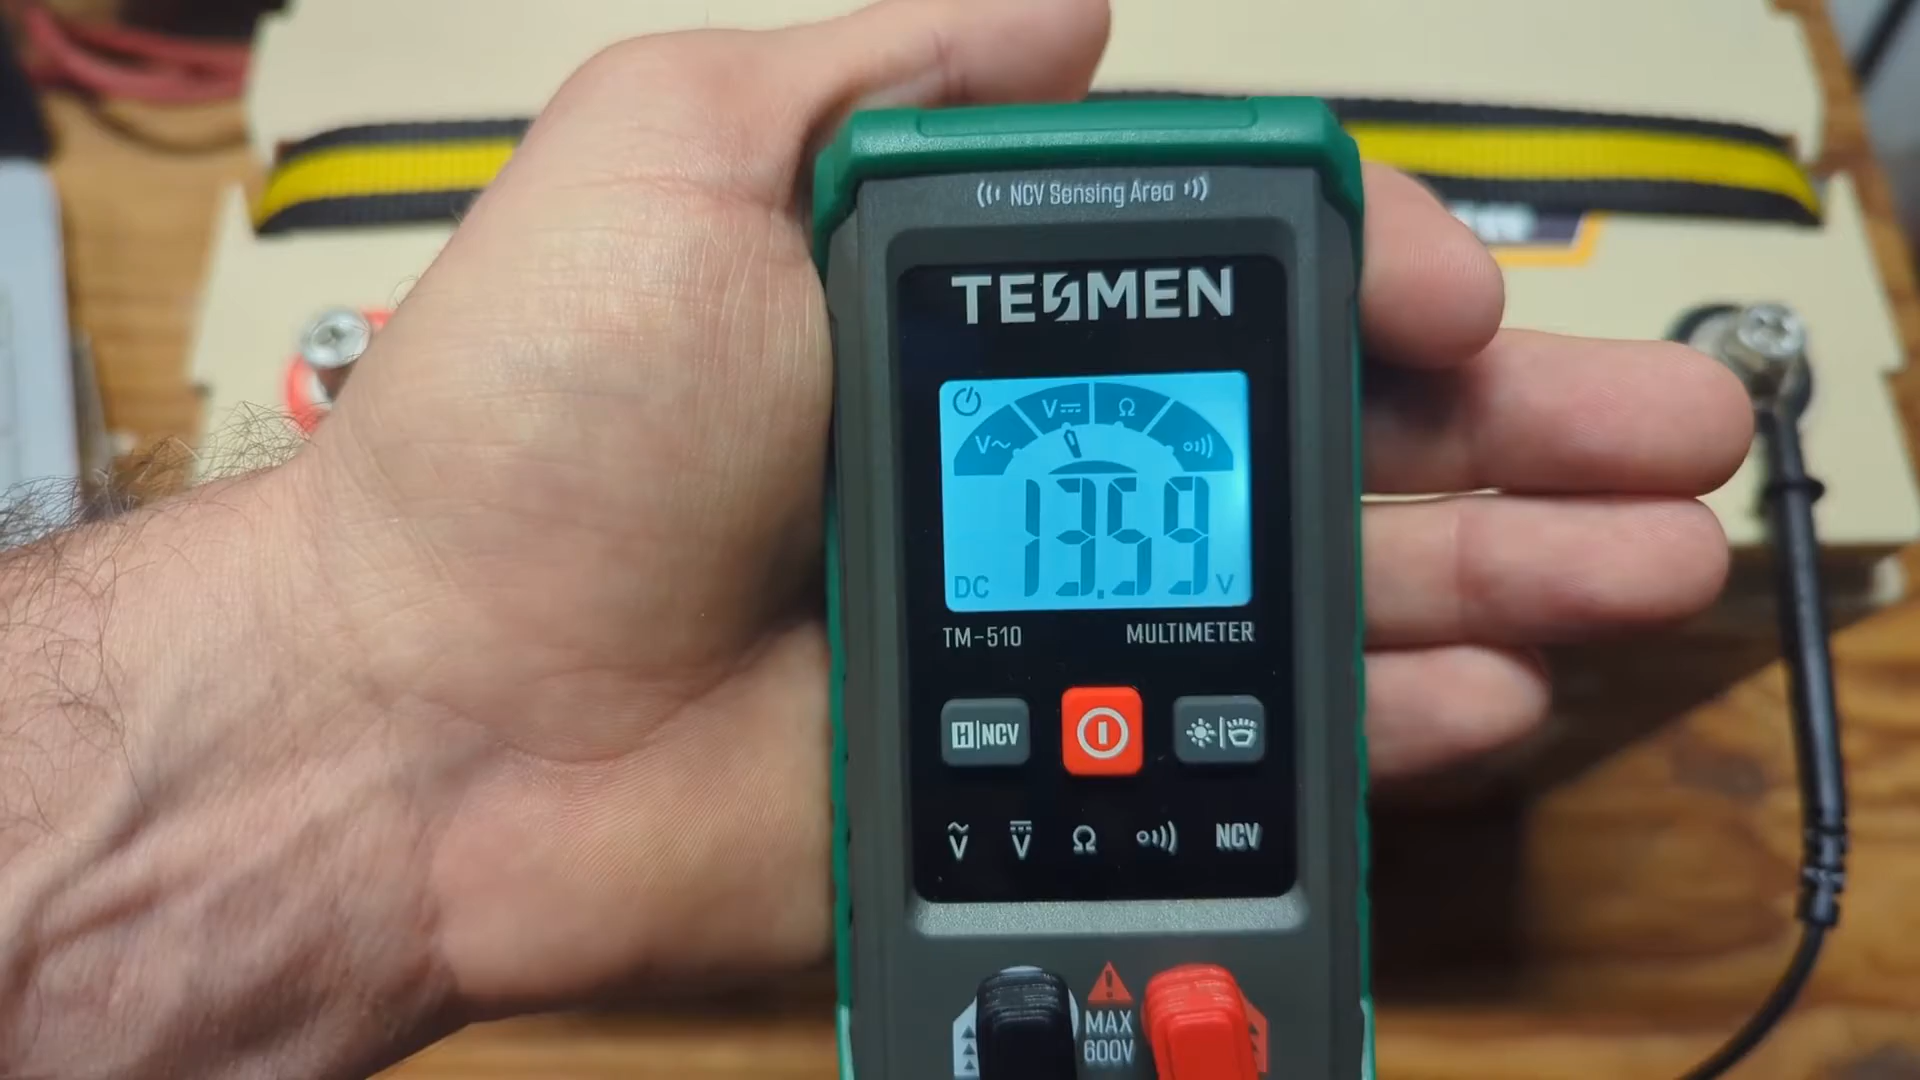 NCV Sensing Area
TESMEN
V~ V⎓ Ω
13.59
DC V
TM-510 MULTIMETER
H|NCV
V V Ω NCV
MAX
600V